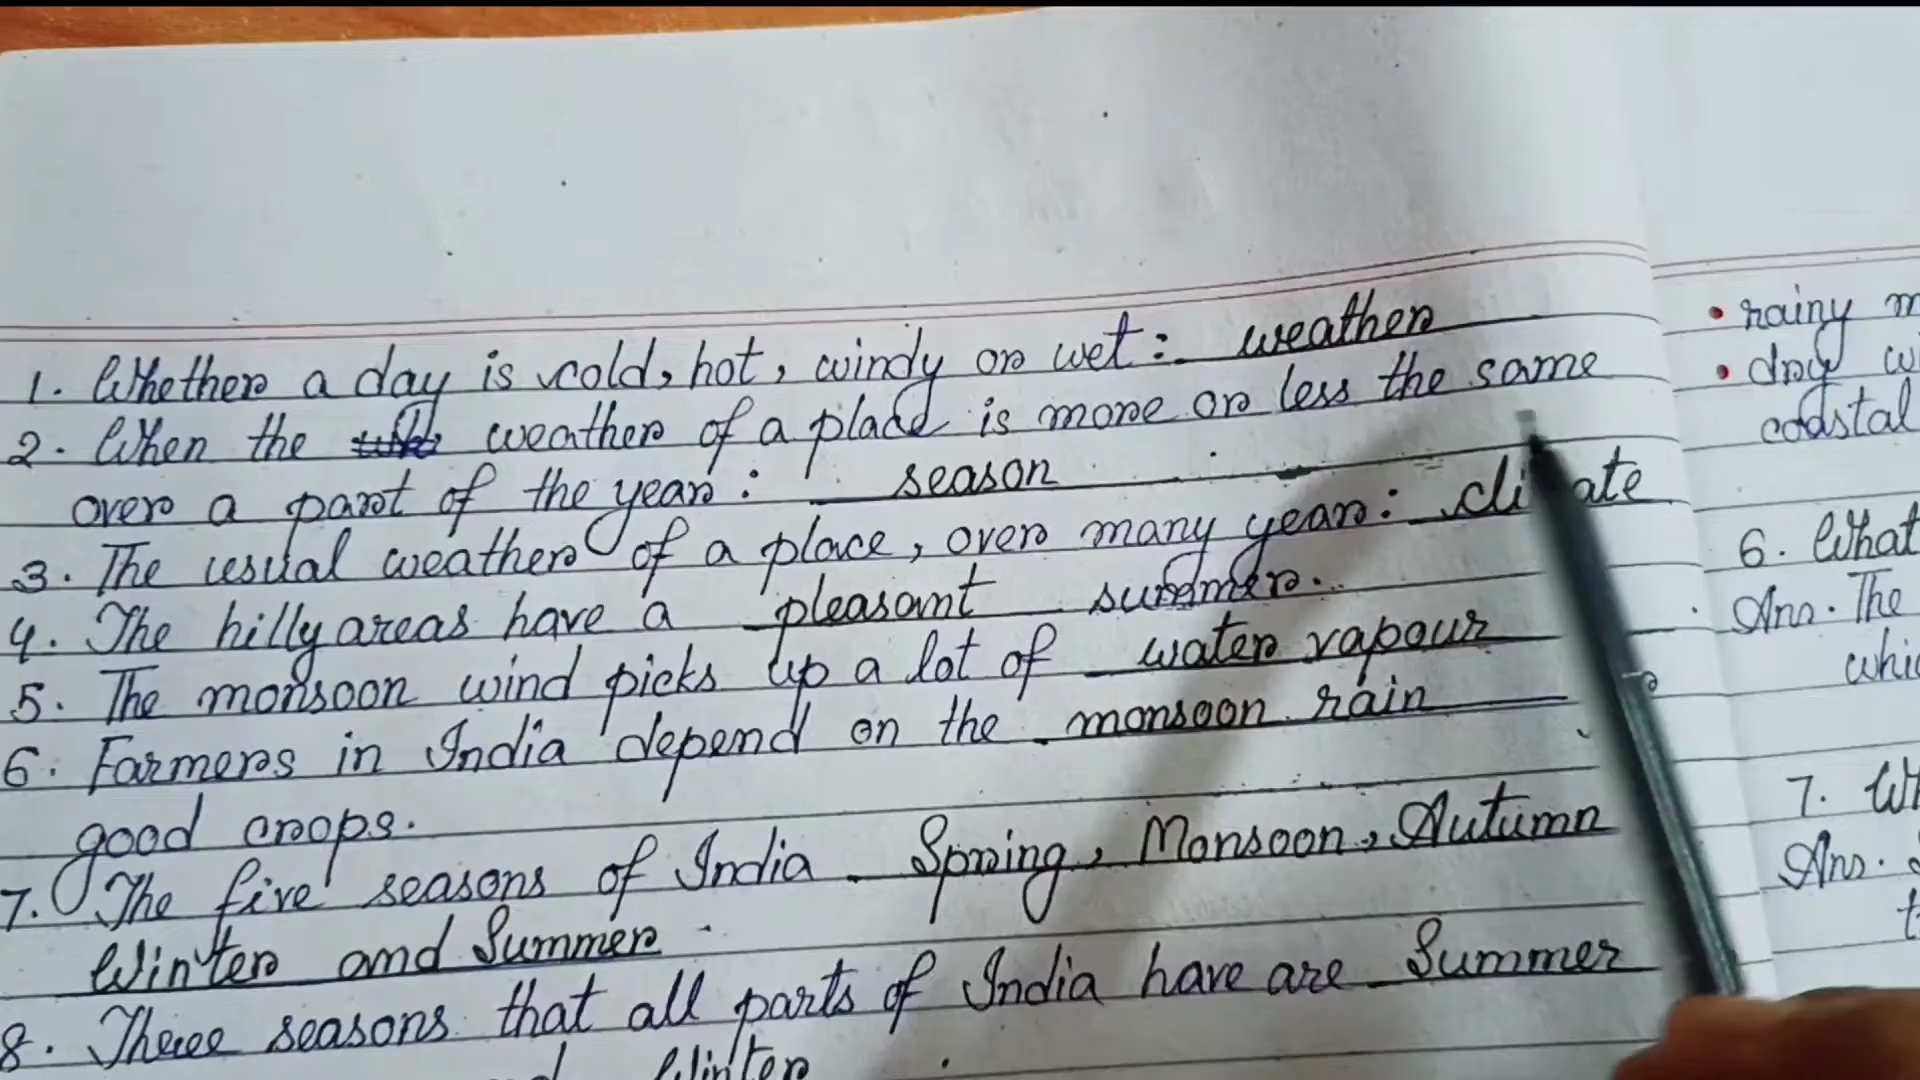 1. Whether a day is cold, hot, windy or wet: weather
2. When the weather of a place is more or less the same
over a part of the year: season
3. The usual weather of a place, over many year: climate
4. The hilly areas have a pleasant summer.
5. The monsoon wind picks up a lot of water vapour
6. Farmers in India depend on the monsoon rain
good crops.
7. The five seasons of India Spring, Monsoon, Autumn
Winter and Summer
8. Three seasons that all parts of India have are Summer
Winter
• rainy
• dry
coastal
6. What
Ans. The
7.
Ans.